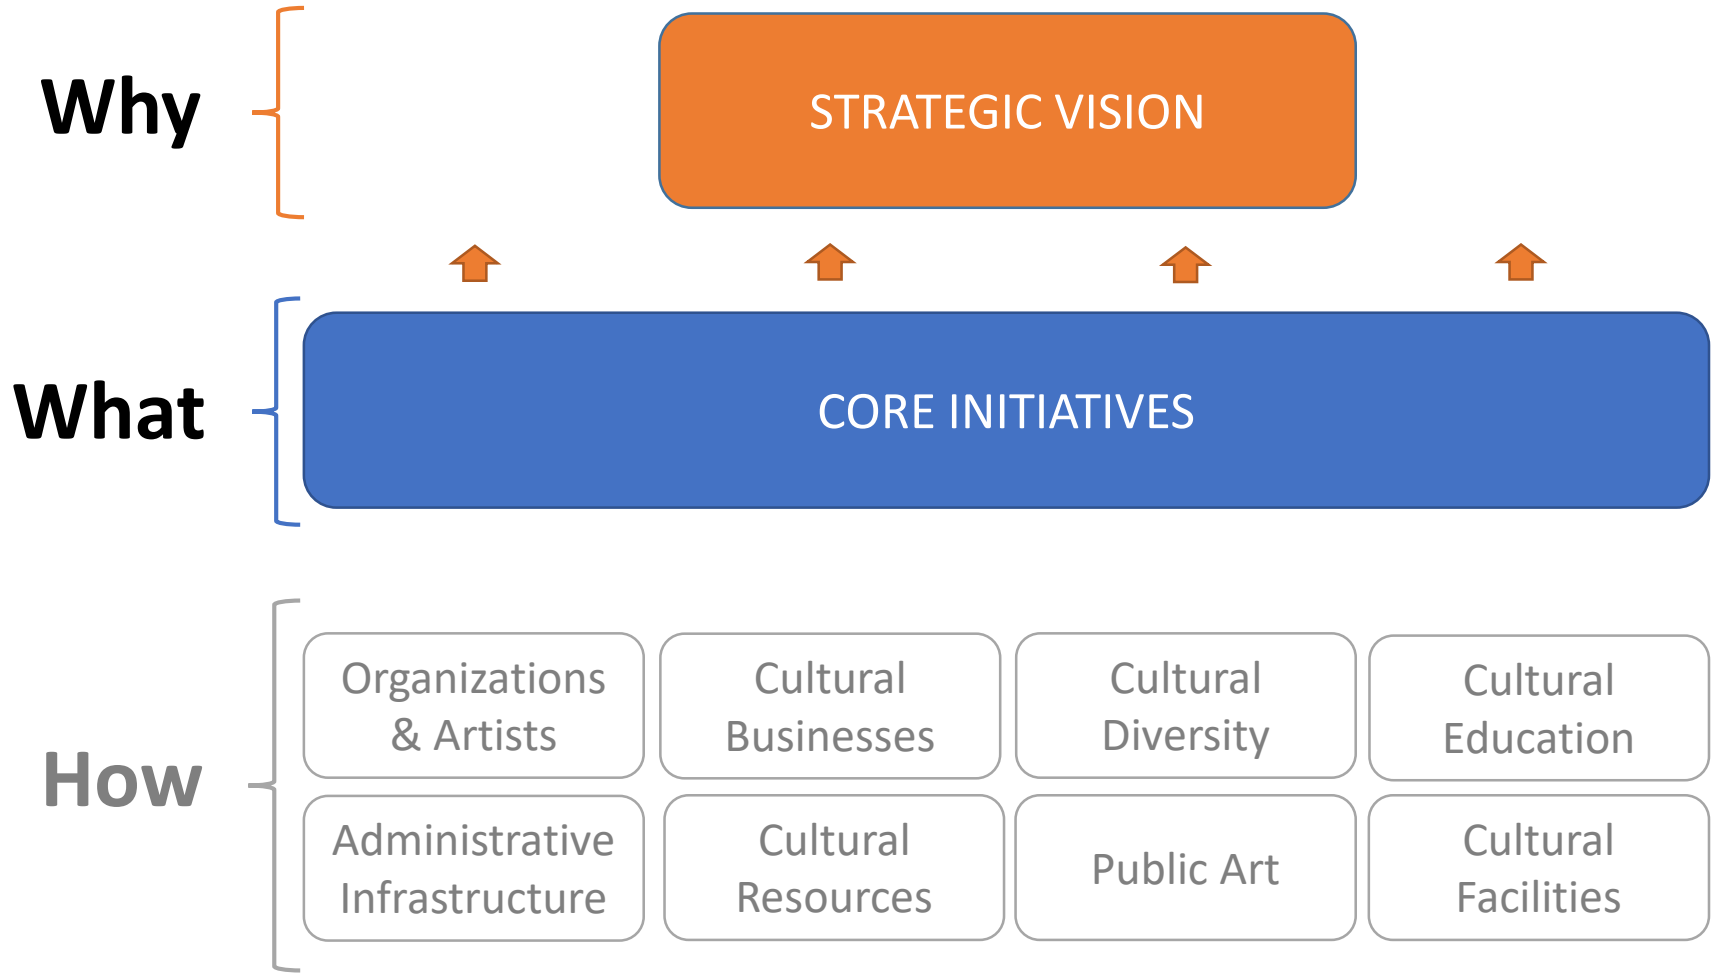 Why
STRATEGIC VISION
What
CORE INITIATIVES
How
Organizations
& Artists
Cultural
Businesses
Cultural
Diversity
Cultural
Education
Administrative
Infrastructure
Cultural
Resources
Public Art
Cultural
Facilities